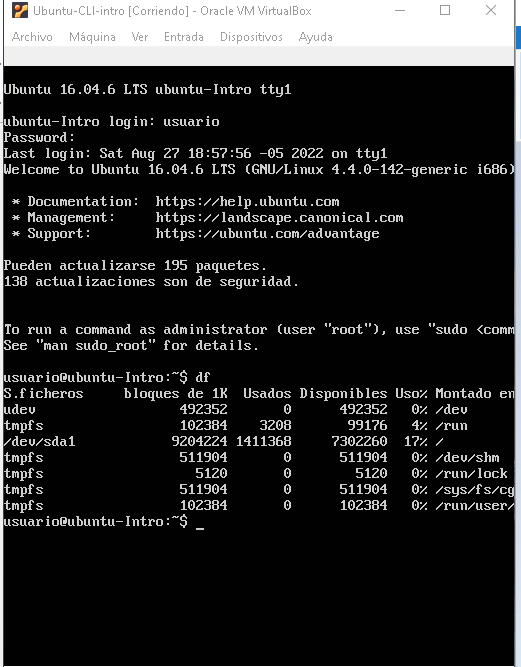 Ubuntu-CLI-intro [Corriendo] - Oracle VM VirtualBox
Archivo Máquina Ver Entrada Dispositivos Ayuda
Ubuntu 16.04.6 LTS ubuntu-Intro tty1
ubuntu-Intro login: usuario
Password:
Last login: Sat Aug 27 18:57:56 -05 2022 on tty1
Welcome to Ubuntu 16.04.6 LTS (GNU/Linux 4.4.0-142-generic i686)
* Documentation: https://help.ubuntu.com
* Management: https://landscape.canonical.com
* Support: https://ubuntu.com/advantage
Pueden actualizarse 195 paquetes.
138 actualizaciones son de seguridad.
To run a command as administrator (user "root"), use "sudo <comm
See "man sudo_root" for details.
usuario@ubuntu-Intro:~$ df
S.ficheros bloques de 1K Usados Disponibles Uso% Montado en
udev 492352 0 492352 0% /dev
tmpfs 102384 3208 99176 4% /run
/dev/sda1 9204224 1411368 7302260 17% /
tmpfs 511904 0 511904 0% /dev/shm
tmpfs 5120 0 5120 0% /run/lock
tmpfs 511904 0 511904 0% /sys/fs/cg
tmpfs 102384 0 102384 0% /run/user/
usuario@ubuntu-Intro:~$ _